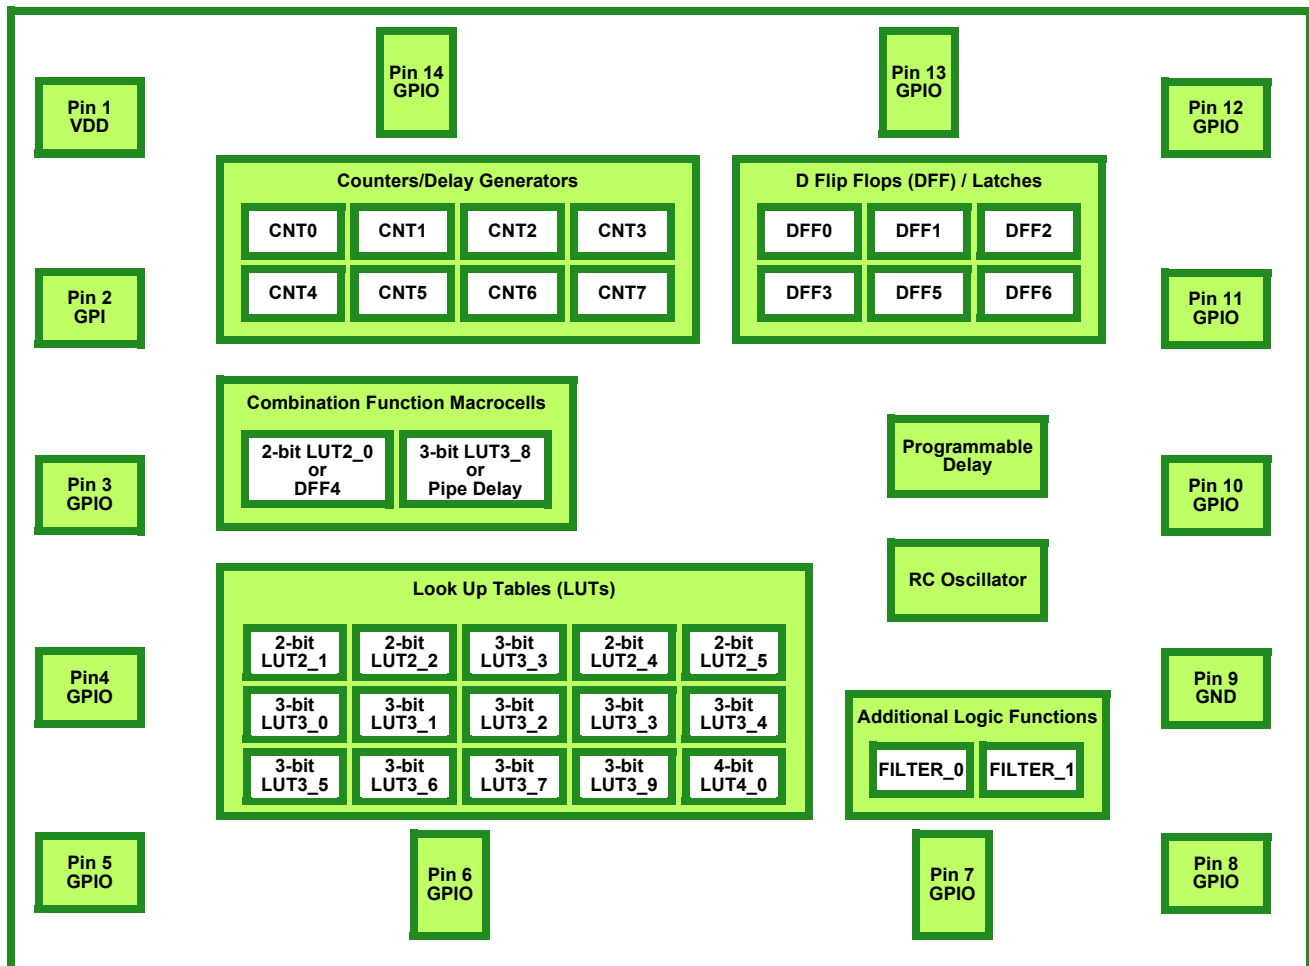 Pin 14
GPIO
Pin 13
GPIO
Pin 1
VDD
Pin 12
GPIO
Counters/Delay Generators
CNT0
CNT1
CNT2
CNT3
CNT4
CNT5
CNT6
CNT7
D Flip Flops (DFF) / Latches
DFF0
DFF1
DFF2
DFF3
DFF5
DFF6
Pin 2
GPI
Pin 11
GPIO
Combination Function Macrocells
2-bit LUT2_0
or
DFF4
3-bit LUT3_8
or
Pipe Delay
Programmable
Delay
Pin 3
GPIO
Pin 10
GPIO
RC Oscillator
Look Up Tables (LUTs)
2-bit
LUT2_1
2-bit
LUT2_2
3-bit
LUT3_3
2-bit
LUT2_4
2-bit
LUT2_5
3-bit
LUT3_0
3-bit
LUT3_1
3-bit
LUT3_2
3-bit
LUT3_3
3-bit
LUT3_4
3-bit
LUT3_5
3-bit
LUT3_6
3-bit
LUT3_7
3-bit
LUT3_9
4-bit
LUT4_0
Pin4
GPIO
Pin 9
GND
Additional Logic Functions
FILTER_0
FILTER_1
Pin 5
GPIO
Pin 6
GPIO
Pin 7
GPIO
Pin 8
GPIO